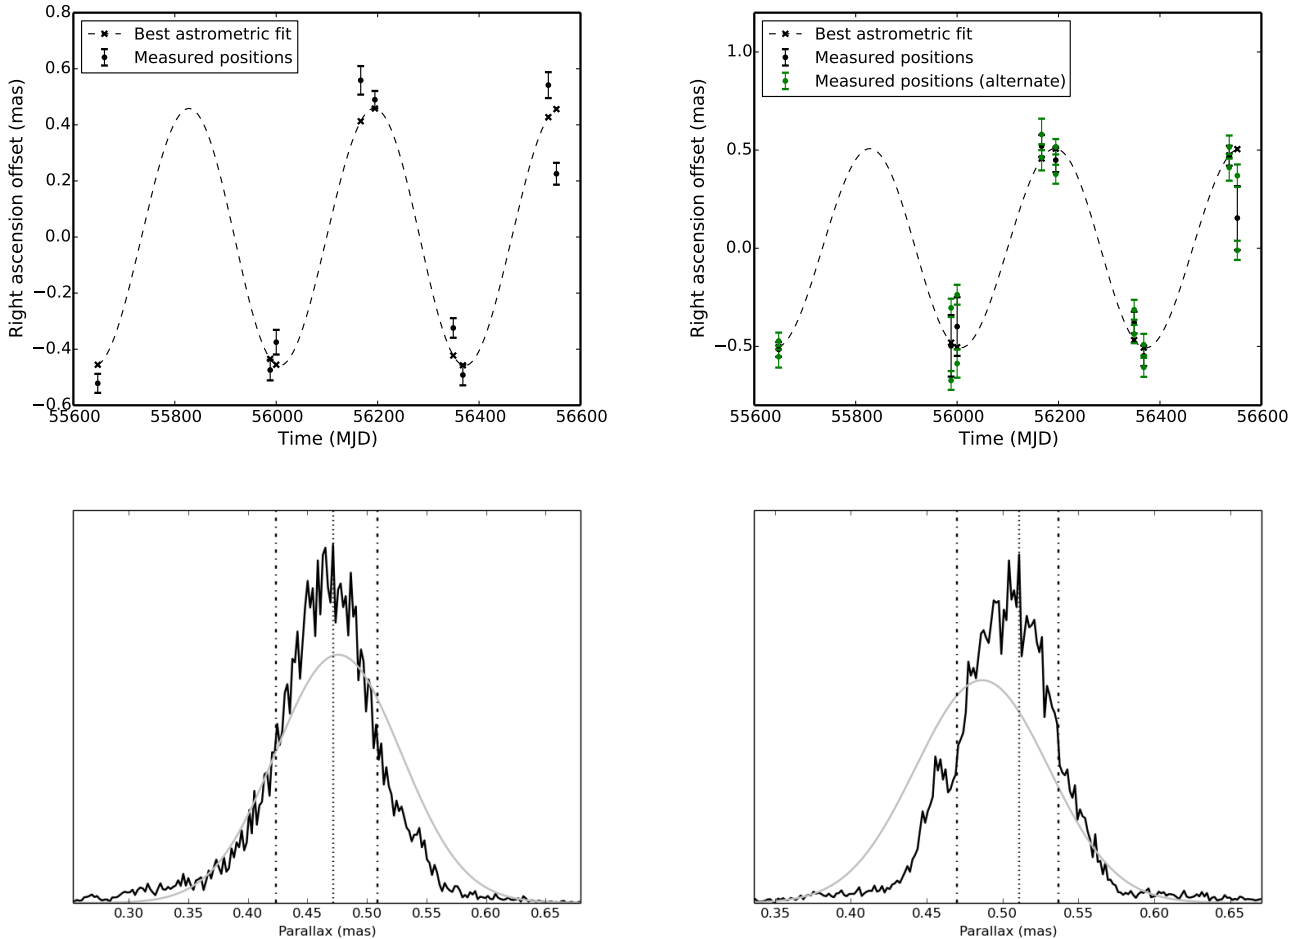 Right ascension offset (mas)
0.8
0.6
0.4
0.2
0.0
−0.2
−0.4
−0.6
Best astrometric fit
Measured positions
55600 55800 56000 56200 56400 56600
Time (MJD)
Right ascension offset (mas)
1.0
0.5
0.0
−0.5
Best astrometric fit
Measured positions
Measured positions (alternate)
55600 55800 56000 56200 56400 56600
Time (MJD)
0.30 0.40 0.45 0.50 0.55 0.60 0.65
Parallax (mas)
0.35 0.40 0.45 0.50 0.55 0.60 0.65
Parallax (mas)